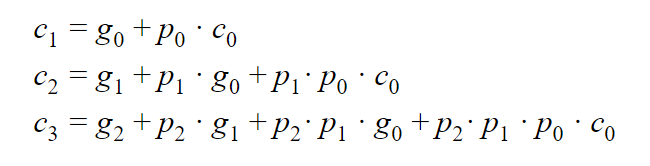 c₁ = g₀ + p₀ · c₀
c₂ = g₁ + p₁ · g₀ + p₁ · p₀ · c₀
c₃ = g₂ + p₂ · g₁ + p₂ · p₁ · g₀ + p₂ · p₁ · p₀ · c₀